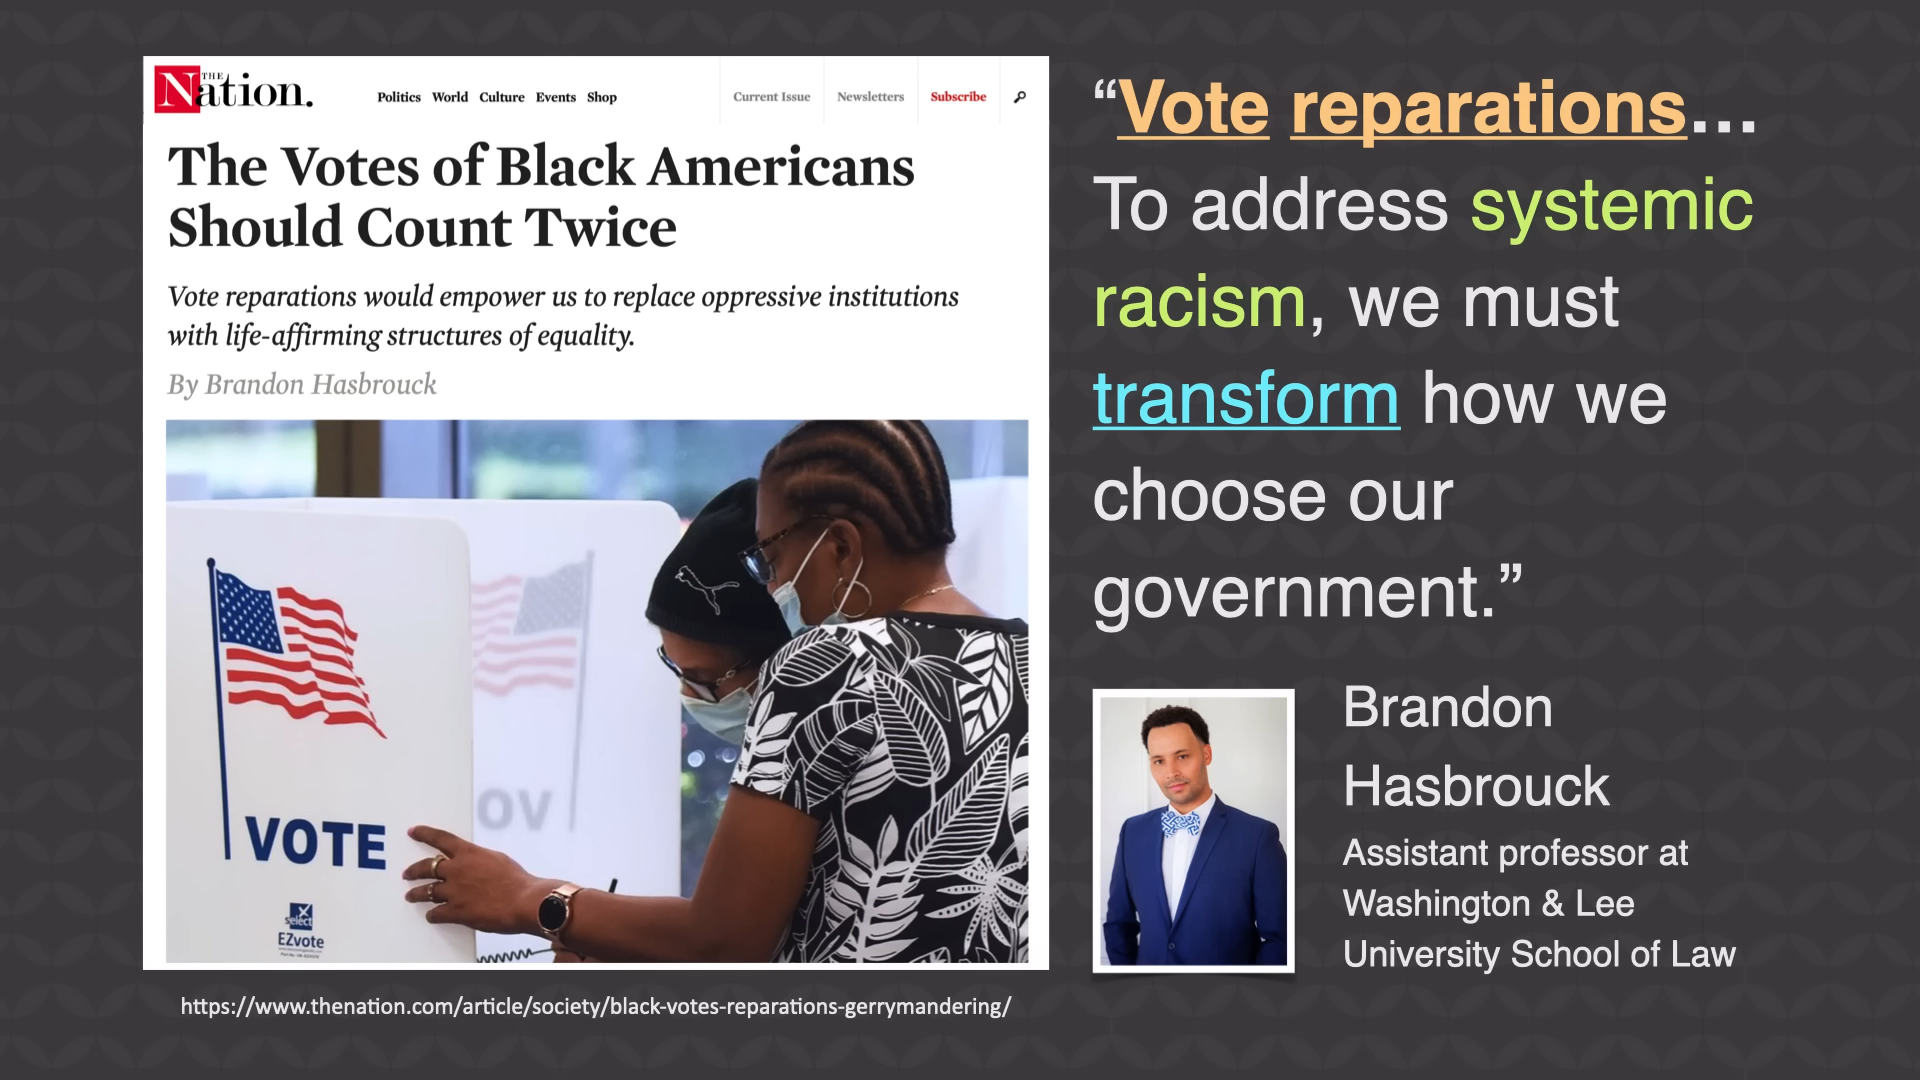 THE
Nation.
Politics World Culture Events Shop
Current Issue Newsletters Subscribe
The Votes of Black Americans
Should Count Twice
Vote reparations would empower us to replace oppressive institutions
with life-affirming structures of equality.
By Brandon Hasbrouck
VOTE
OV
select
EZvote
https://www.thenation.com/article/society/black-votes-reparations-gerrymandering/
“Vote reparations…
To address systemic
racism, we must
transform how we
choose our
government.”
Brandon
Hasbrouck
Assistant professor at
Washington & Lee
University School of Law